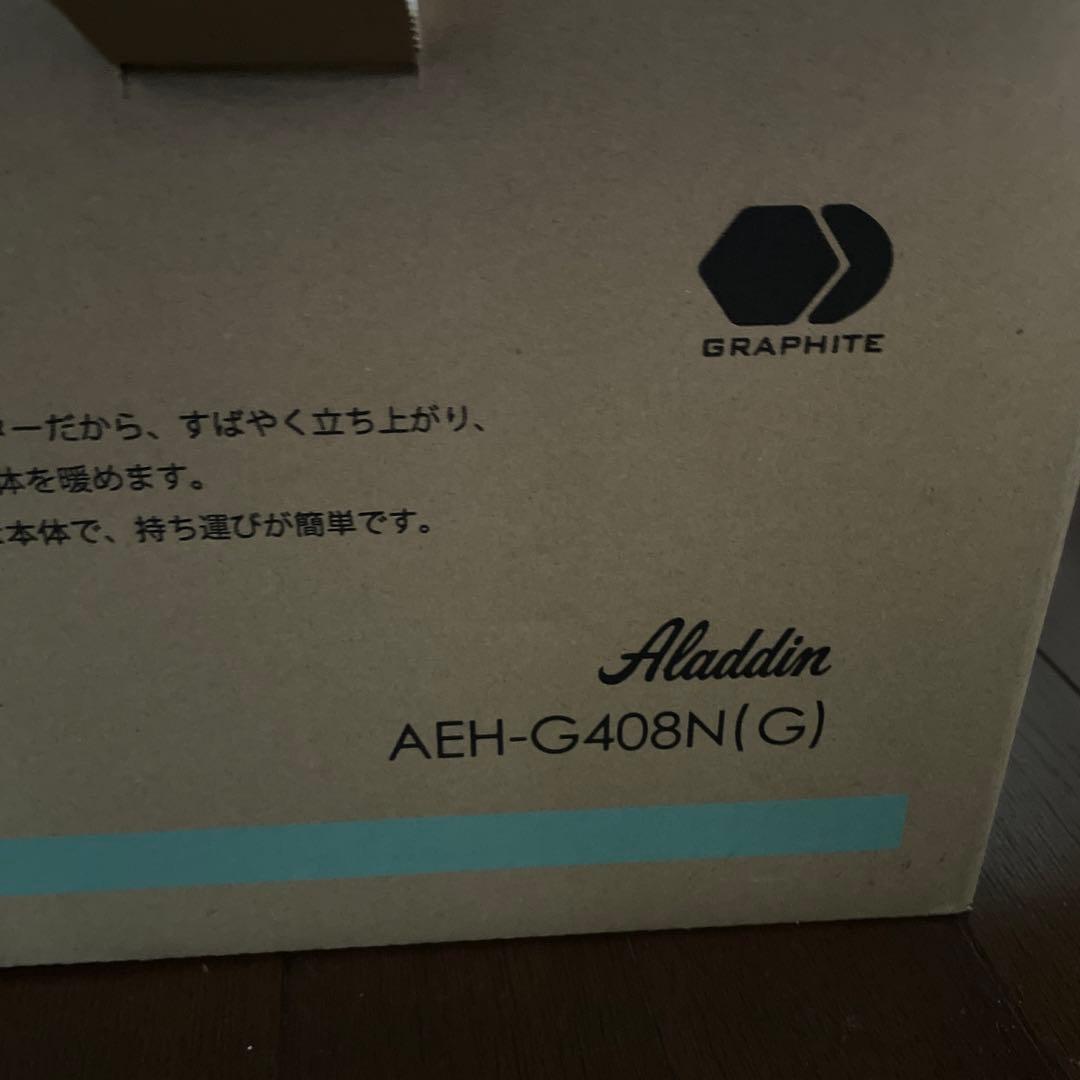 GRAPHITE
ーだから、すばやく立ち上がり、
体を暖めます。
本体で、持ち運びが簡単です。
Aladdin
AEH-G408N(G)